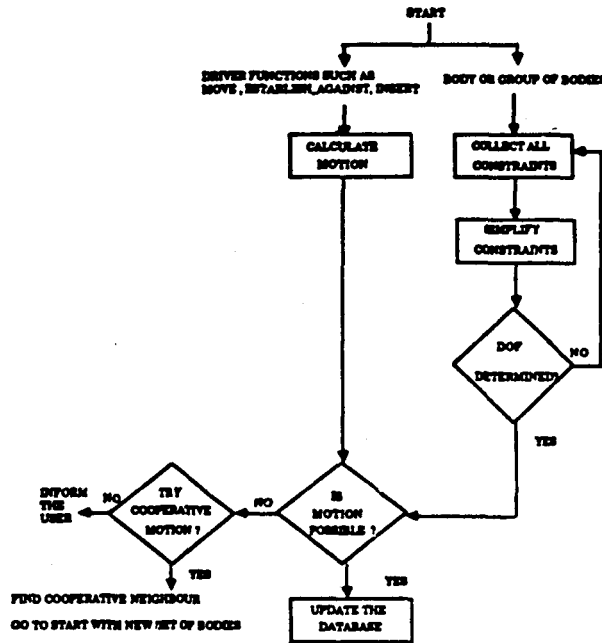 START
DRIVER FUNCTIONS SUCH AS
MOVE, ESTABLISH_AGAINST, INSERT
BODY OR GROUP OF BODIES
CALCULATE
MOTION
COLLECT ALL
CONSTRAINTS
SIMPLIFY
CONSTRAINTS
DOF
DETERMINED?
NO
YES
INFORM
THE
USER
NO
TRY
COOPERATIVE
MOTION ?
NO
IS
MOTION
POSSIBLE ?
YES
YES
FIND COOPERATIVE NEIGHBOUR
GO TO START WITH NEW SET OF BODIES
UPDATE THE
DATABASE